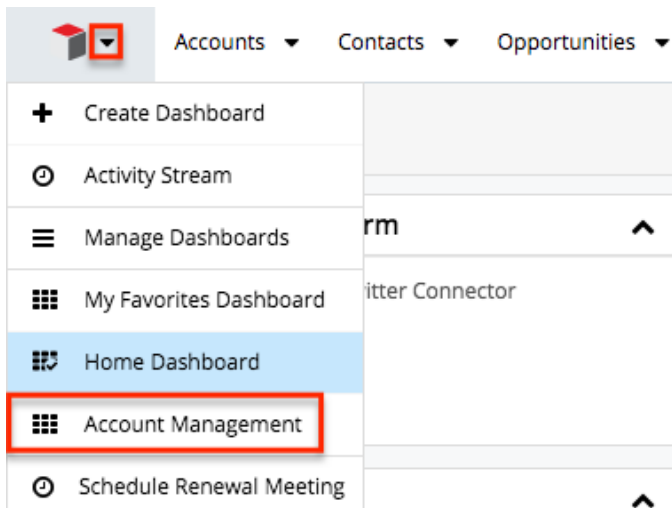 Accounts Contacts Opportunities
Create Dashboard
Activity Stream
Manage Dashboards
rm
My Favorites Dashboard
itter Connector
Home Dashboard
Account Management
Schedule Renewal Meeting